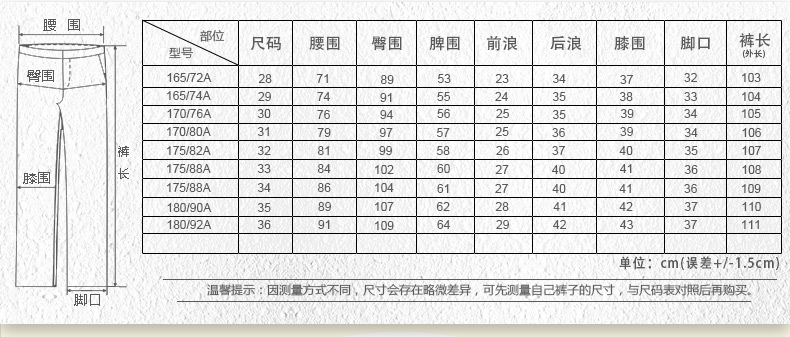 腰 围
臀围
膝围
裤
长
脚口
部位
型号
尺码 腰围 臀围 脾围 前浪 后浪 膝围 脚口 裤长
(外长)
165/72A 28 71 89 53 23 34 37 32 103
165/74A 29 74 91 55 24 35 38 33 104
170/76A 30 76 94 56 25 35 39 34 105
170/80A 31 79 97 57 25 36 39 34 106
175/82A 32 81 99 58 26 37 40 35 107
175/88A 33 84 102 60 27 40 41 36 108
175/88A 34 86 104 61 27 40 41 36 109
180/90A 35 89 107 62 28 41 42 37 110
180/92A 36 91 109 64 29 42 43 37 111
单位：cm(误差+/-1.5cm)
温馨提示：因测量方式不同，尺寸会存在略微差异，可先测量自己裤子的尺寸，与尺码表对照后再购买。